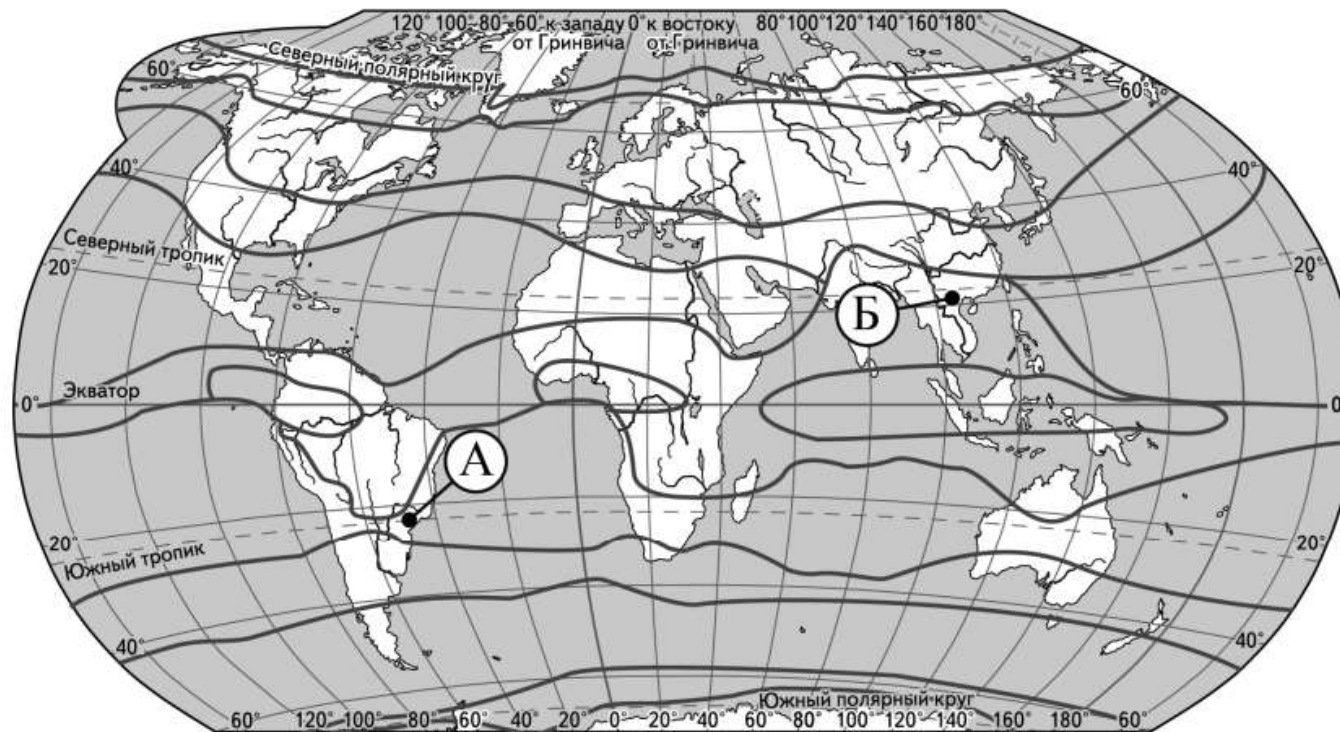 120° 100° 80° 60° к западу 0° к востоку 80° 100° 120° 140° 160° 180°
от Гринвича от Гринвича
Северный полярный круг
60° 60°
40° 40°
Северный тропик
20° 20°
Б
Экватор
0° 0°
А
20° 20°
Южный тропик
40° 40°
Южный полярный круг
60° 120° 100° 80° 60° 40° 20° 0° 20° 40° 60° 80° 100° 120° 140° 160° 180° 60°